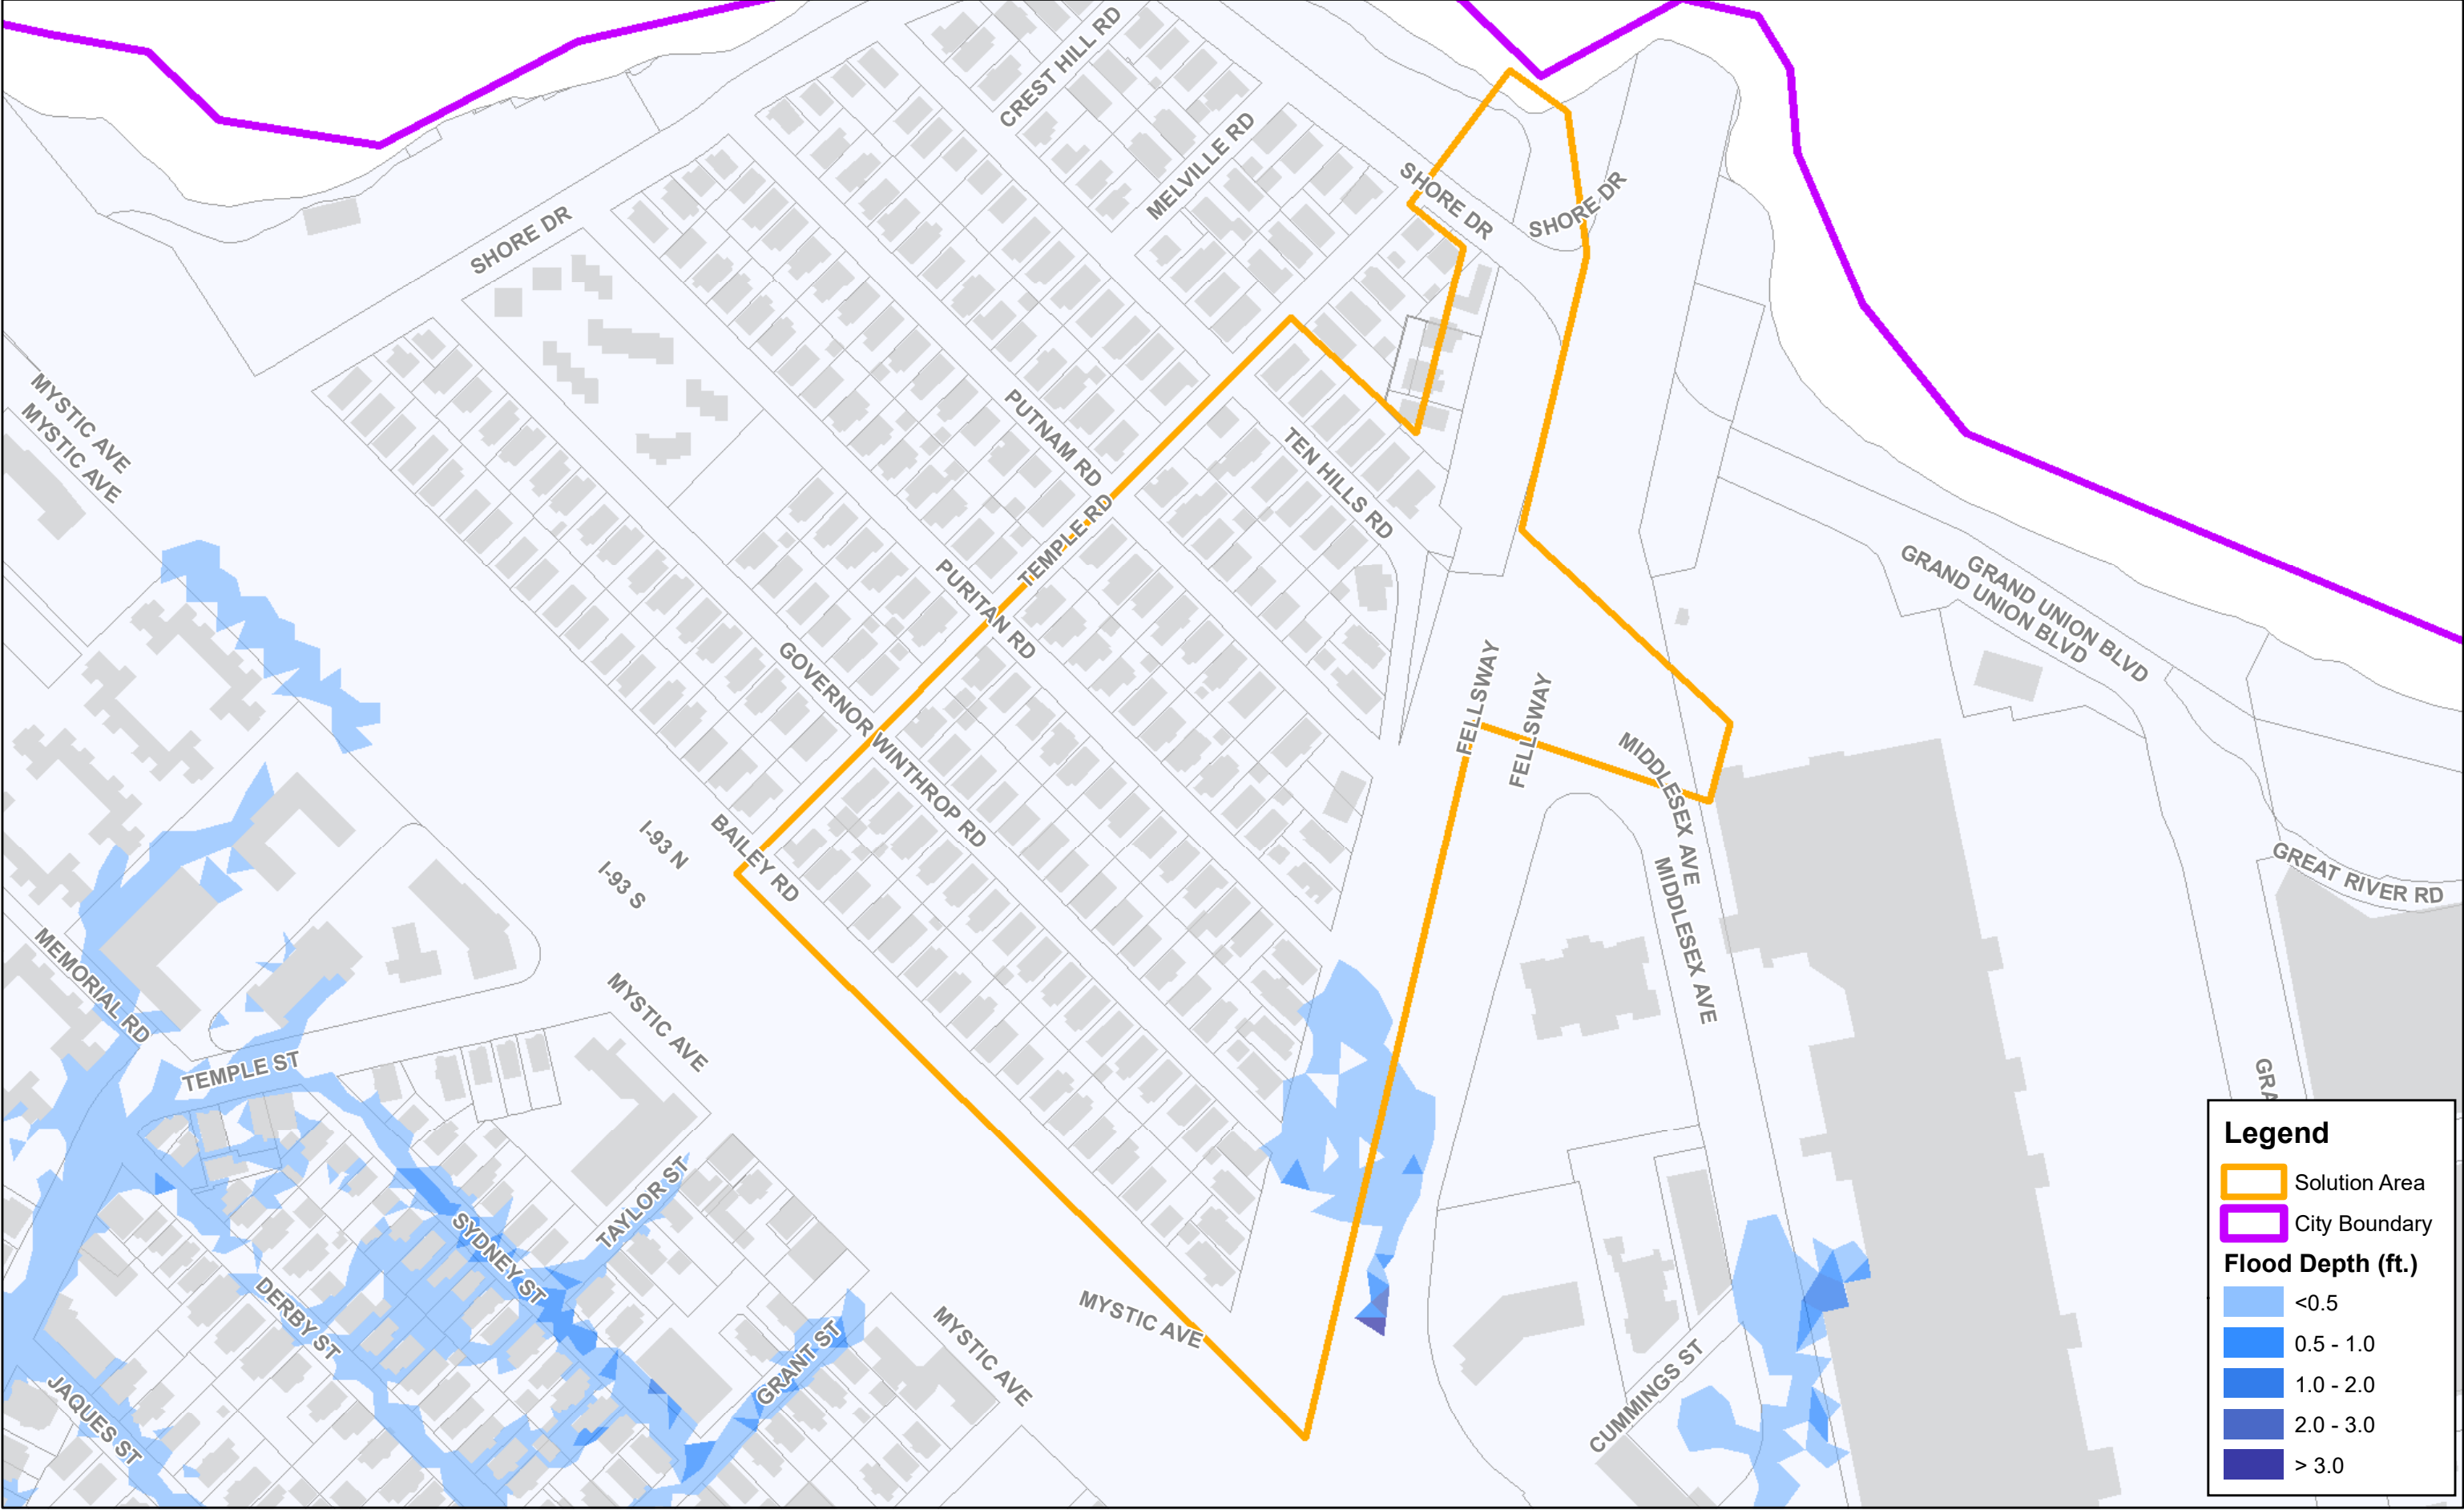 CREST HILL RD
MELVILLE RD
SHORE DR
SHORE DR
SHORE DR
MYSTIC AVE
MYSTIC AVE
PUTNAM RD
TEN HILLS RD
TEMPLE RD
PURITAN RD
GOVERNOR WINTHROP RD
GRAND UNION BLVD
GRAND UNION BLVD
FELLSWAY
FELLSWAY
MIDDLESEX AVE
MIDDLESEX AVE
GREAT RIVER RD
BAILEY RD
I-93 N
I-93 S
MEMORIAL RD
MYSTIC AVE
TEMPLE ST
TAYLOR ST
SYDNEY ST
DERBY ST
GRANT ST
JAQUES ST
MYSTIC AVE
MYSTIC AVE
CUMMINGS ST
GRA
Legend
Solution Area
City Boundary
Flood Depth (ft.)
<0.5
0.5 - 1.0
1.0 - 2.0
2.0 - 3.0
> 3.0